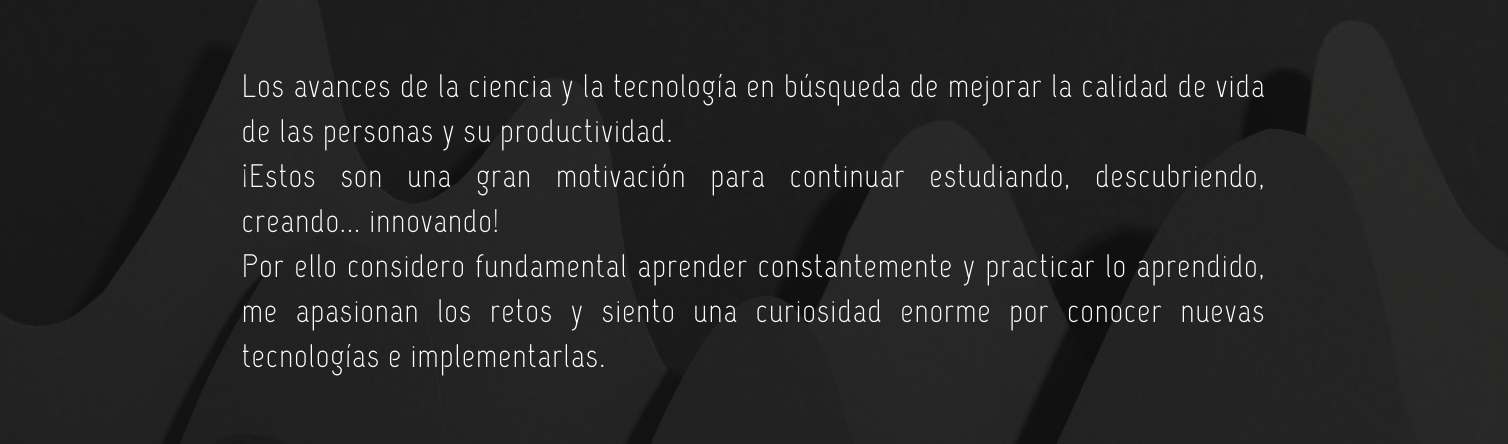 Los avances de la ciencia y la tecnología en búsqueda de mejorar la calidad de vida
de las personas y su productividad.
¡Estos son una gran motivación para continuar estudiando, descubriendo,
creando... innovando!
Por ello considero fundamental aprender constantemente y practicar lo aprendido,
me apasionan los retos y siento una curiosidad enorme por conocer nuevas
tecnologías e implementarlas.